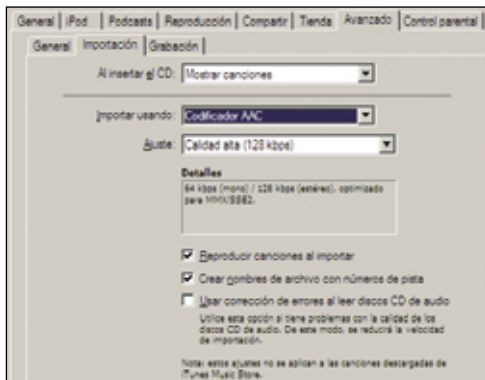 General | iPod | Podcasts | Reproducción | Compartir | Tienda | Avanzado | Control parental
General | Importación | Grabación
Al insertar el CD: Mostrar canciones
Importar usando: Codificador AAC
Ajuste: Calidad alta (128 kbps)
Detalles
64 kbps (mono) / 128 kbps (estéreo), optimizado
para MMX/SSE2.
Reproducir canciones al importar
Crear nombres de archivo con números de pista
Usar corrección de errores al leer discos CD de audio
Utilice esta opción si tiene problemas con la calidad de los
discos CD de audio. De este modo, se reducirá la velocidad
de importación.
Nota: estos ajustes no se aplican a las canciones descargadas de
iTunes Music Store.